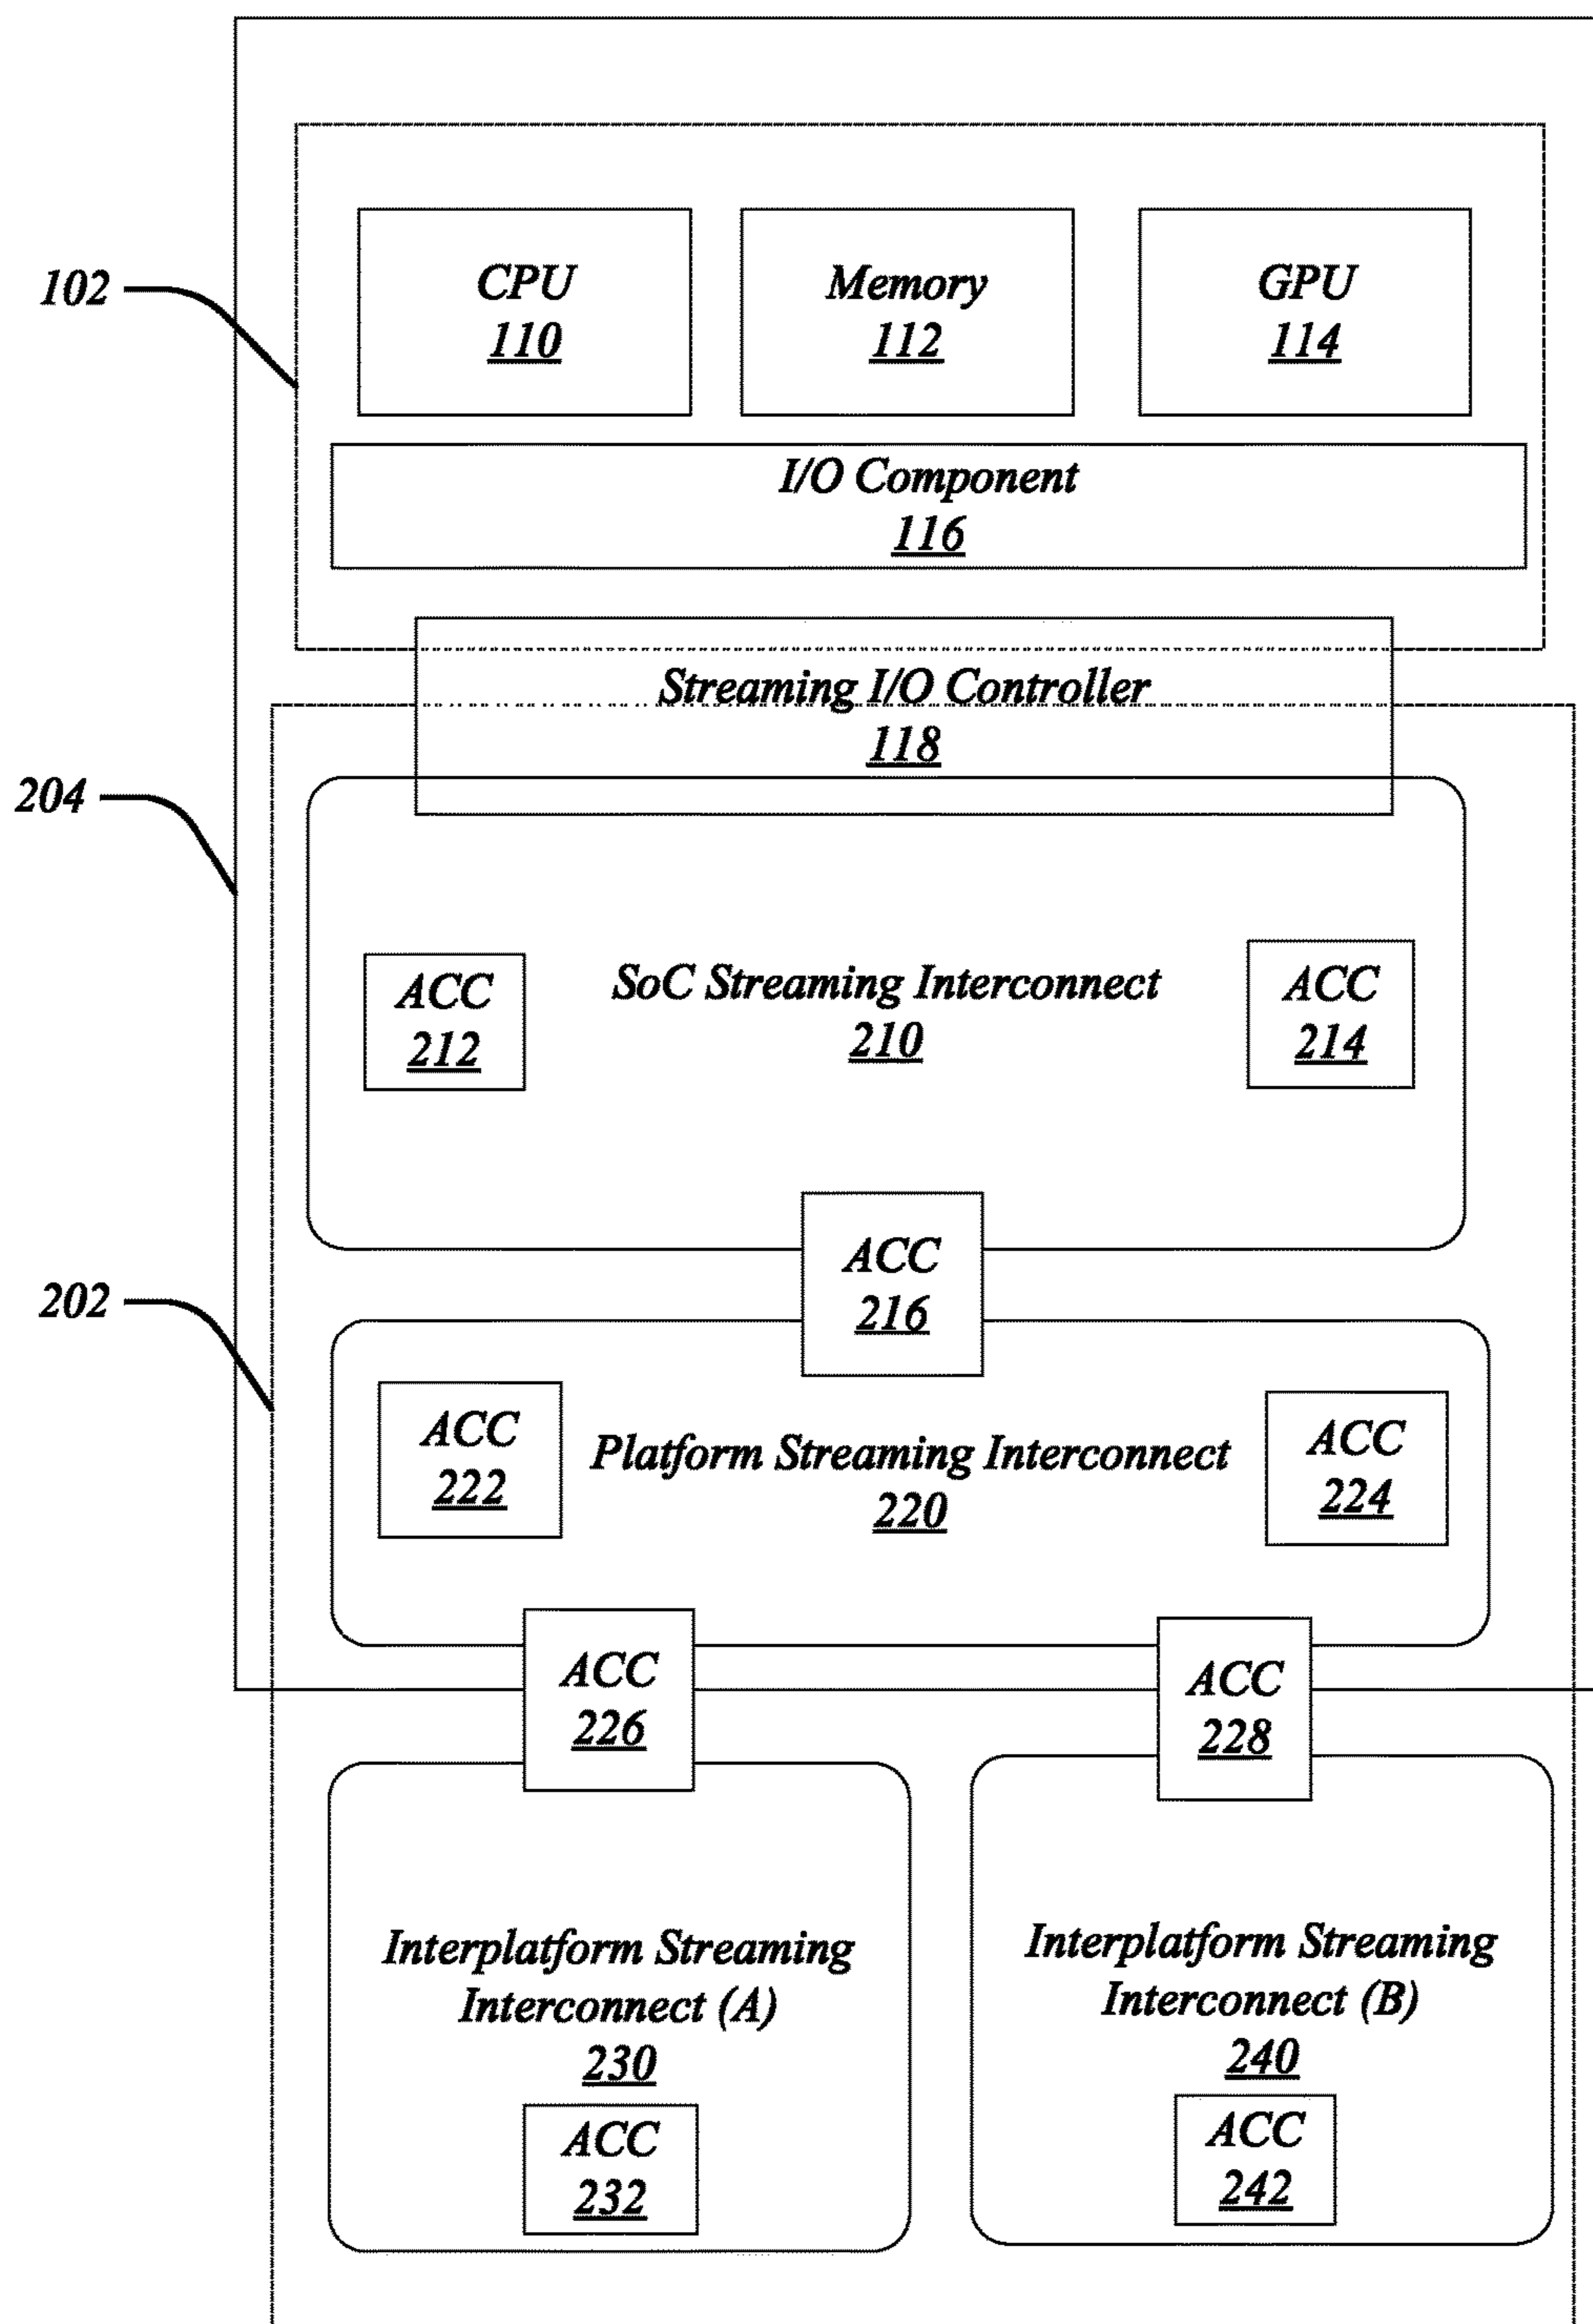 102
CPU
110
Memory
112
GPU
114
I/O Component
116
Streaming I/O Controller
118
204
ACC
212
SoC Streaming Interconnect
210
ACC
214
202
ACC
216
ACC
222
Platform Streaming Interconnect
220
ACC
224
ACC
226
ACC
228
Interplatform Streaming
Interconnect (A)
230
ACC
232
Interplatform Streaming
Interconnect (B)
240
ACC
242